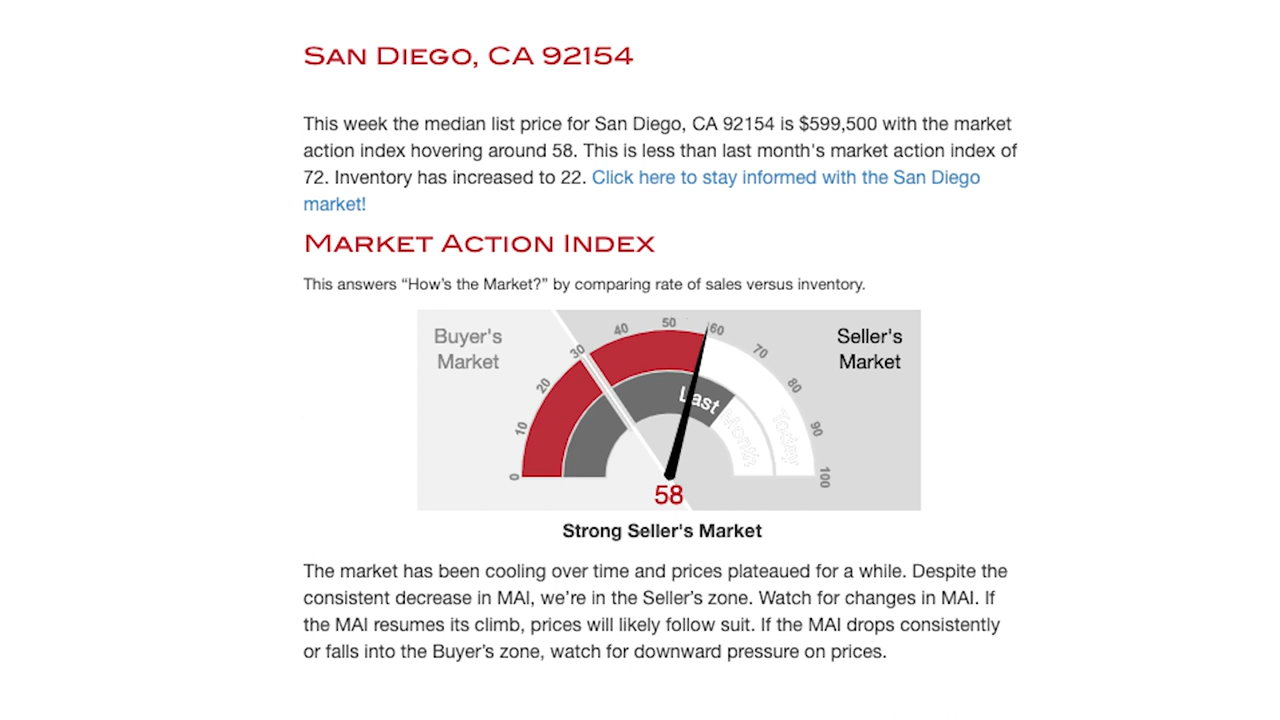 SAN DIEGO, CA 92154
This week the median list price for San Diego, CA 92154 is $599,500 with the market
action index hovering around 58. This is less than last month's market action index of
72. Inventory has increased to 22. Click here to stay informed with the San Diego
market!
MARKET ACTION INDEX
This answers “How’s the Market?” by comparing rate of sales versus inventory.
Buyer's
Market
Seller's
Market
0
10
20
30
40
50
60
70
80
90
100
Last
Month
Today
58
Strong Seller's Market
The market has been cooling over time and prices plateaued for a while. Despite the
consistent decrease in MAI, we’re in the Seller’s zone. Watch for changes in MAI. If
the MAI resumes its climb, prices will likely follow suit. If the MAI drops consistently
or falls into the Buyer’s zone, watch for downward pressure on prices.